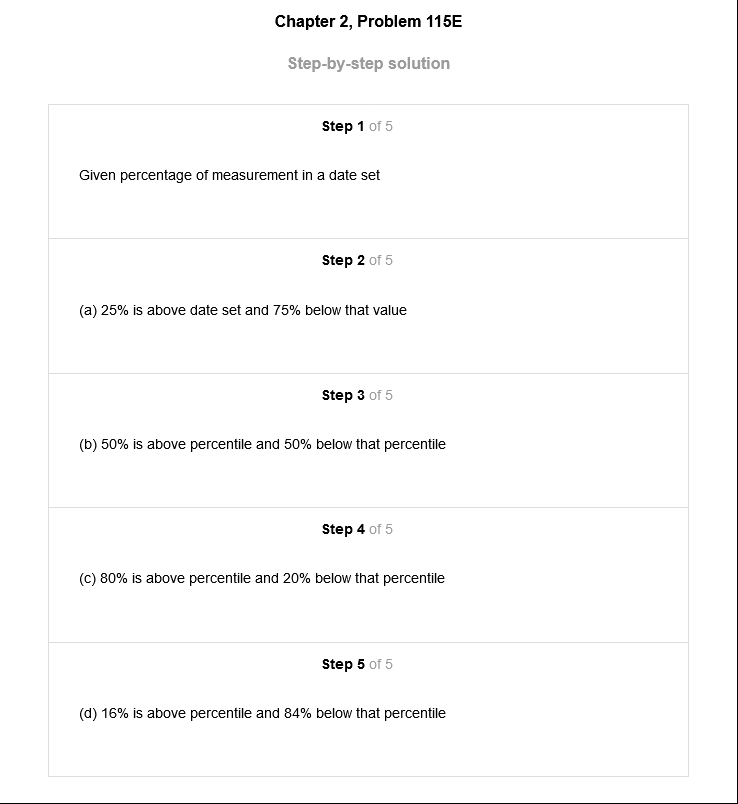 Chapter 2, Problem 115E
Step-by-step solution
Step 1 of 5
Given percentage of measurement in a date set
Step 2 of 5
(a) 25% is above date set and 75% below that value
Step 3 of 5
(b) 50% is above percentile and 50% below that percentile
Step 4 of 5
(c) 80% is above percentile and 20% below that percentile
Step 5 of 5
(d) 16% is above percentile and 84% below that percentile